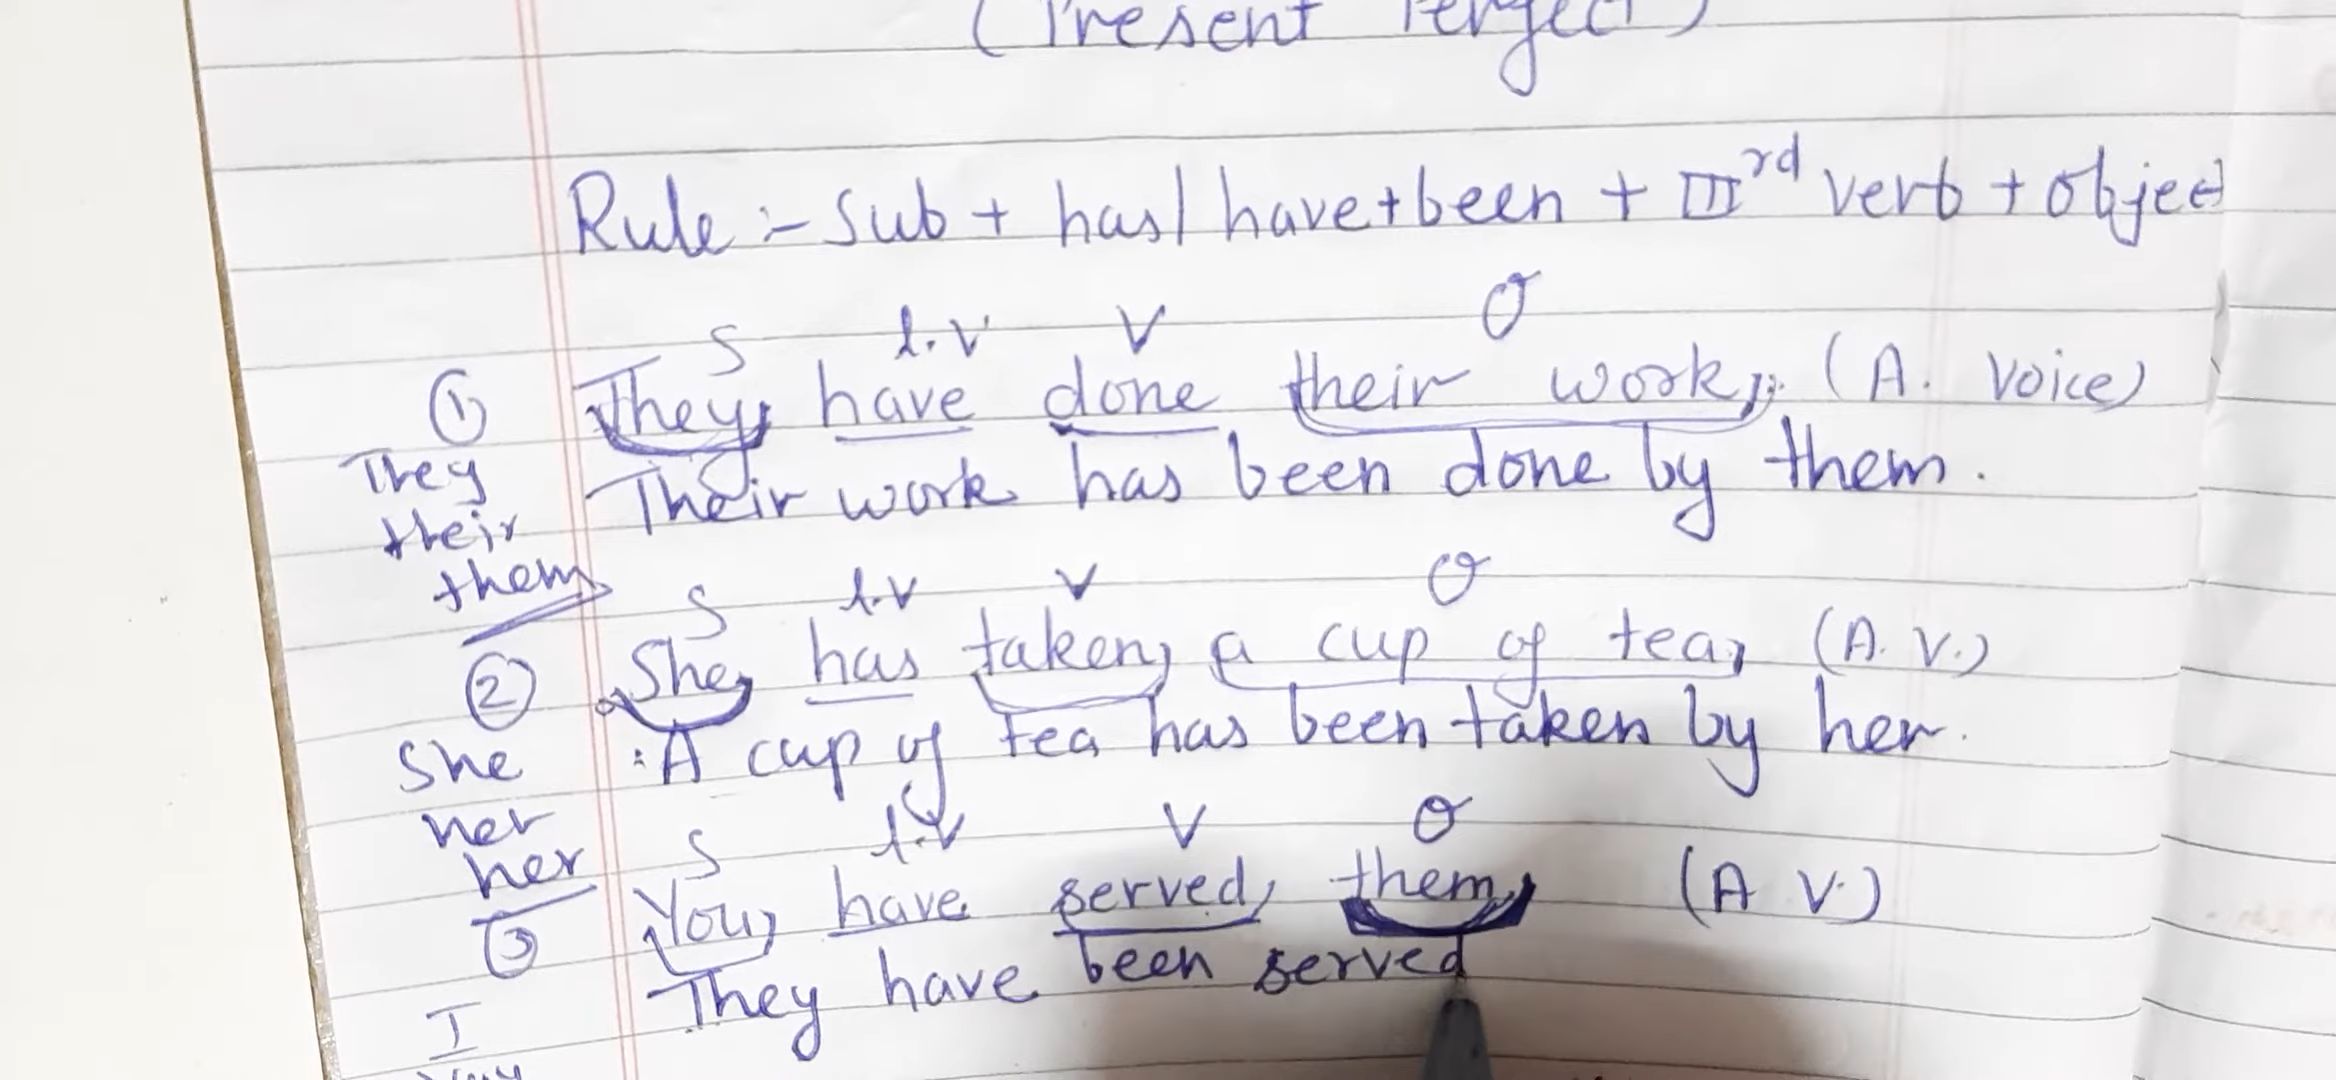 (Present Perfect)
Rule :- Sub + has/ have+been + IIIrd verb + object
S h.v V O
① They have done their work. (A. Voice)
They
Their work has been done by them.
their
them
S h.v V O
② She has taken a cup of tea, (A. V.)
She
: A cup of tea has been taken by her.
her
her
S h.v V O
③ You have served them (A V.)
They have been served
I